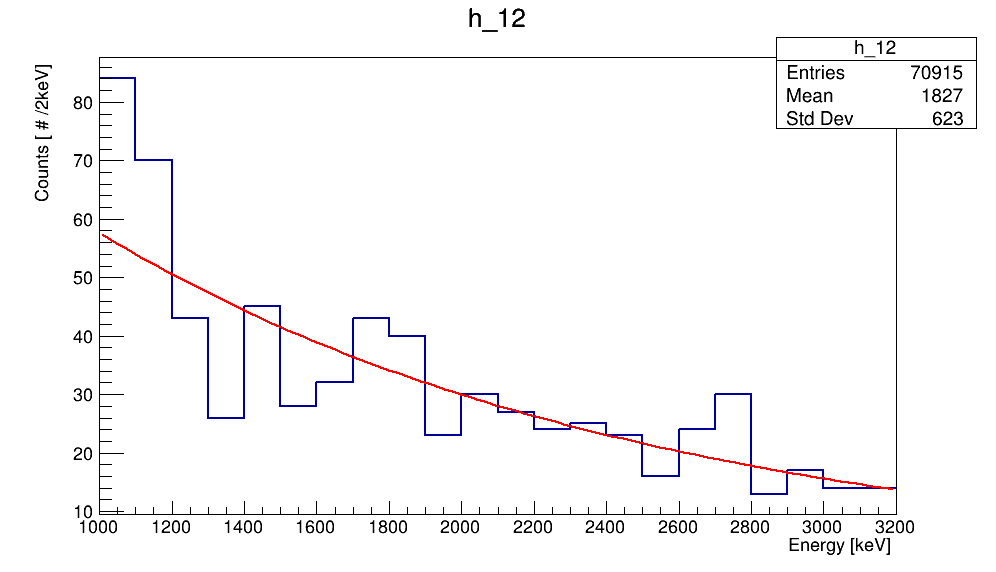 h_12
h_12
Entries 70915
Mean 1827
Std Dev 623
Counts [ # /2keV]
80
70
60
50
40
30
20
10
1000 1200 1400 1600 1800 2000 2200 2400 2600 2800 3000 3200
Energy [keV]